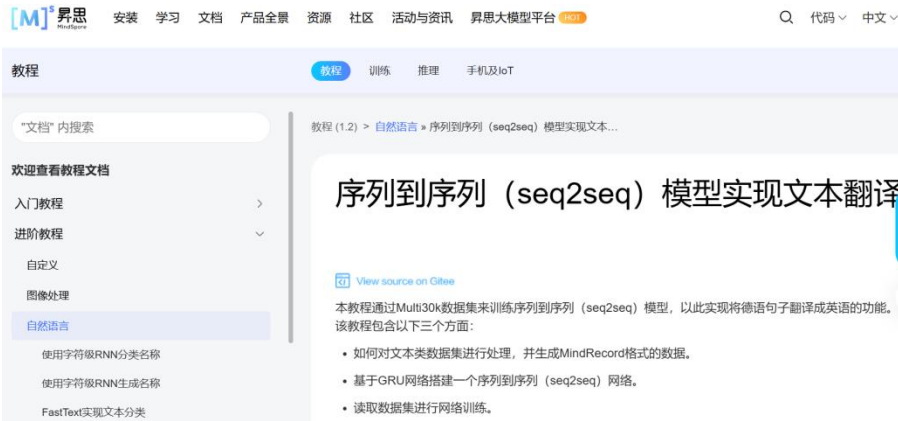 [M]ˢ 昇思 MindSpore 安装 学习 文档 产品全景 资源 社区 活动与资讯 昇思大模型平台 HOT 代码 中文
教程 教程 训练 推理 手机及IoT
"文档" 内搜索
教程 (1.2) > 自然语言 » 序列到序列（seq2seq）模型实现文本...
欢迎查看教程文档
入门教程
进阶教程
自定义
图像处理
自然语言
使用字符级RNN分类名称
使用字符级RNN生成名称
FastText实现文本分类
序列到序列（seq2seq）模型实现文本翻译
View source on Gitee
本教程通过Multi30k数据集来训练序列到序列（seq2seq）模型，以此实现将德语句子翻译成英语的功能。
该教程包含以下三个方面：
• 如何对文本类数据集进行处理，并生成MindRecord格式的数据。
• 基于GRU网络搭建一个序列到序列（seq2seq）网络。
• 读取数据集进行网络训练。